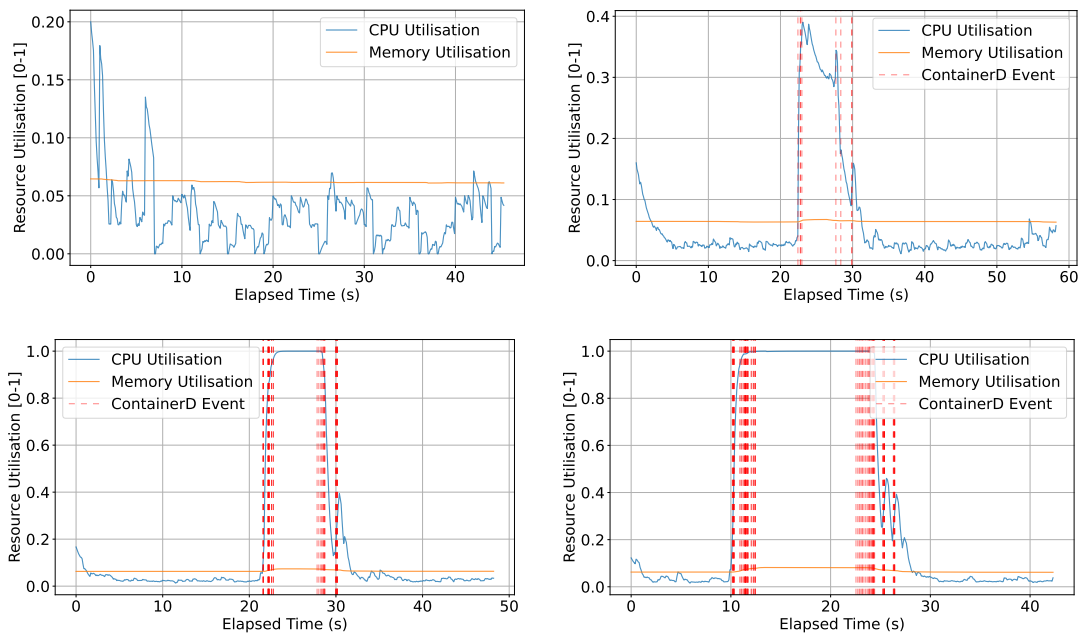 0.20
0.15
0.10
0.05
0.00
Resource Utilisation [0-1]
CPU Utilisation
Memory Utilisation
0 10 20 30 40
Elapsed Time (s)
0.4
0.3
0.2
0.1
0.0
Resource Utilisation [0-1]
CPU Utilisation
Memory Utilisation
ContainerD Event
0 10 20 30 40 50 60
Elapsed Time (s)
1.0
0.8
0.6
0.4
0.2
0.0
Resource Utilisation [0-1]
CPU Utilisation
Memory Utilisation
ContainerD Event
0 10 20 30 40 50
Elapsed Time (s)
1.0
0.8
0.6
0.4
0.2
0.0
Resource Utilisation [0-1]
CPU Utilisation
Memory Utilisation
ContainerD Event
0 10 20 30 40
Elapsed Time (s)